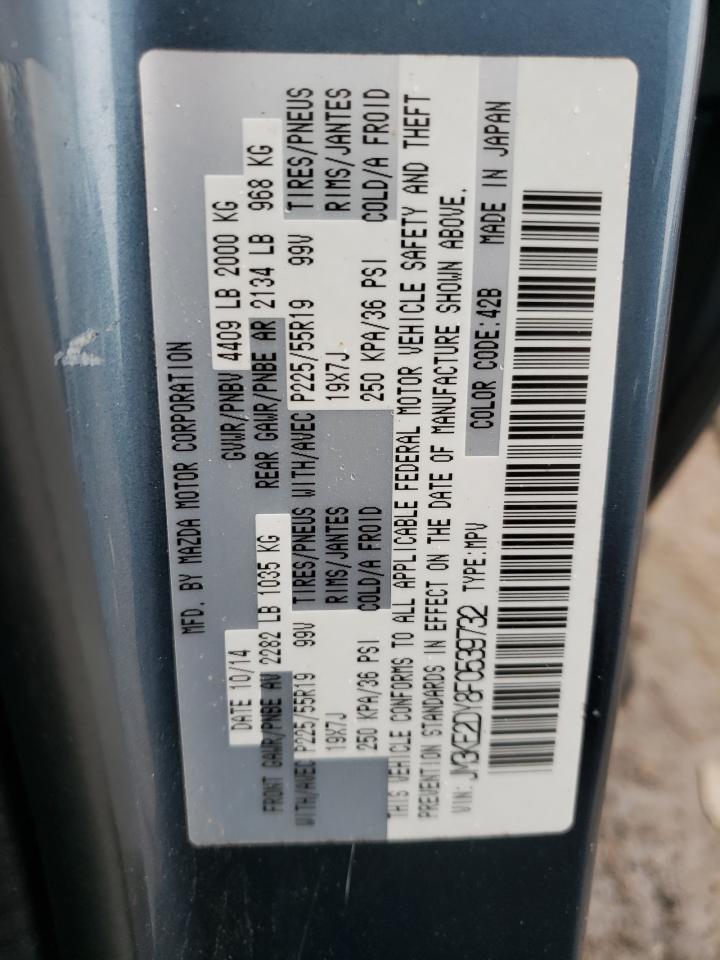 MFD. BY MAZDA MOTOR CORPORATION
DATE 10/14 GVWR/PNBV 4409 LB 2000 KG
FRONT GAWR/PNBE AV 2282 LB 1035 KG REAR GAWR/PNBE AR 2134 LB 968 KG
WITH/AVEC P225/55R19 99V TIRES/PNEUS WITH/AVEC P225/55R19 99V TIRES/PNEUS
19X7J RIMS/JANTES 19X7J RIMS/JANTES
250 KPA/36 PSI COLD/A FROID 250 KPA/36 PSI COLD/A FROID
THIS VEHICLE CONFORMS TO ALL APPLICABLE FEDERAL MOTOR VEHICLE SAFETY AND THEFT
PREVENTION STANDARDS IN EFFECT ON THE DATE OF MANUFACTURE SHOWN ABOVE.
VIN: JM3KE2DY8F0539732 TYPE:MPV COLOR CODE:42B MADE IN JAPAN